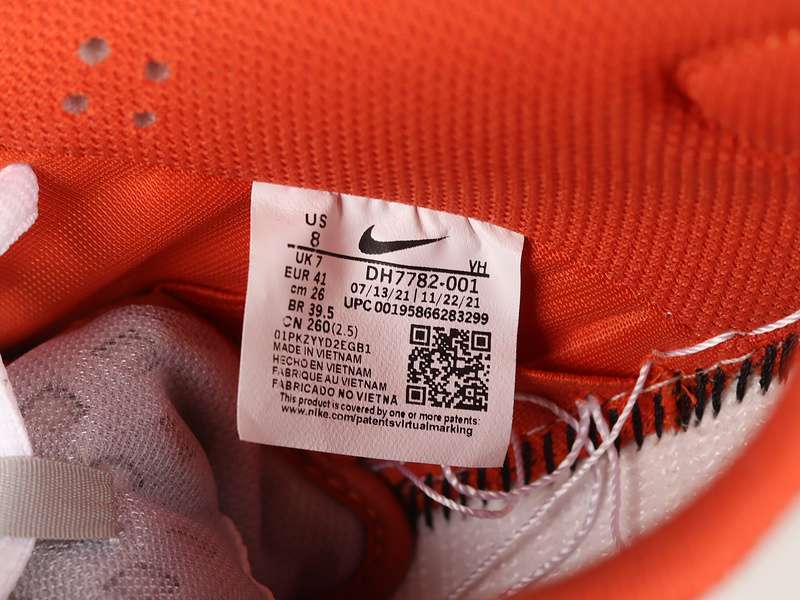 US
8
UK 7
EUR 41
cm 26
BR 39.5
CN 260(2.5)
VH
DH7782-001
07/13/21 | 11/22/21
UPC 00195866283299
01PKZYYD2EGB1
MADE IN VIETNAM
HECHO EN VIETNAM
FABRIQUE AU VIETNAM
FABRICADO NO VIETNA
This product is covered by one or more patents:
www.nike.com/patentsvirtualmarking